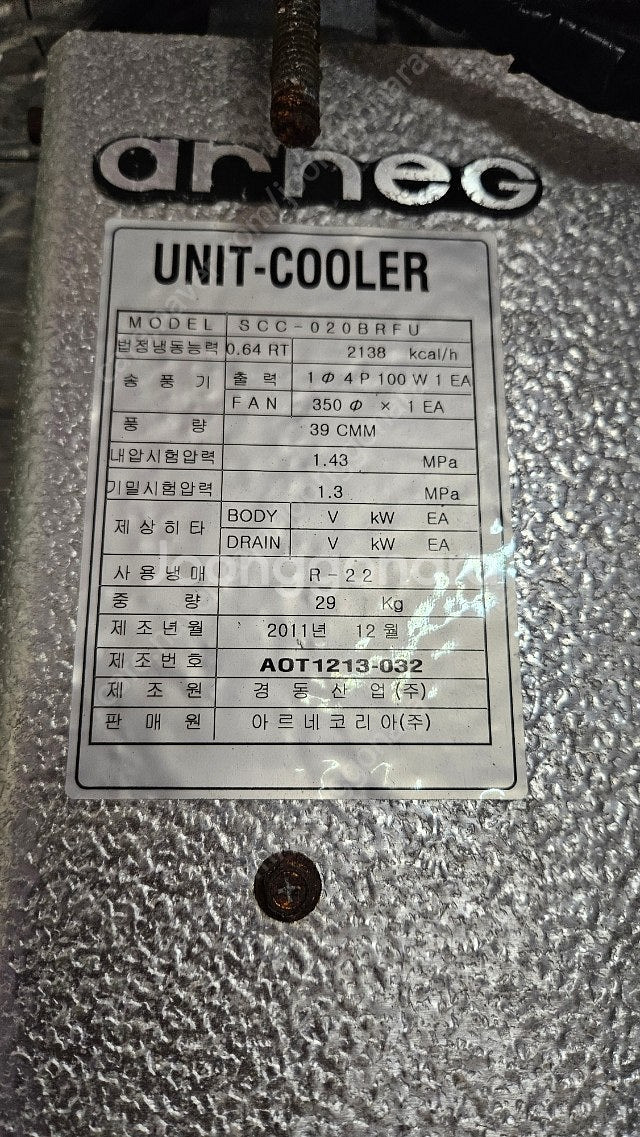 arneg
UNIT-COOLER
MODEL SCC-020BRFU
법정냉동능력 0.64 RT 2138 kcal/h
송풍기 출력 1Φ 4P 100 W 1 EA
FAN 350 Φ × 1 EA
풍량 39 CMM
내압시험압력 1.43 MPa
기밀시험압력 1.3 MPa
제상히타 BODY V kW EA
DRAIN V kW EA
사용냉매 R-22
중량 29 Kg
제조년월 2011년 12월
제조번호 AOT1213-032
제조원 경동산업(주)
판매원 아르네코리아(주)